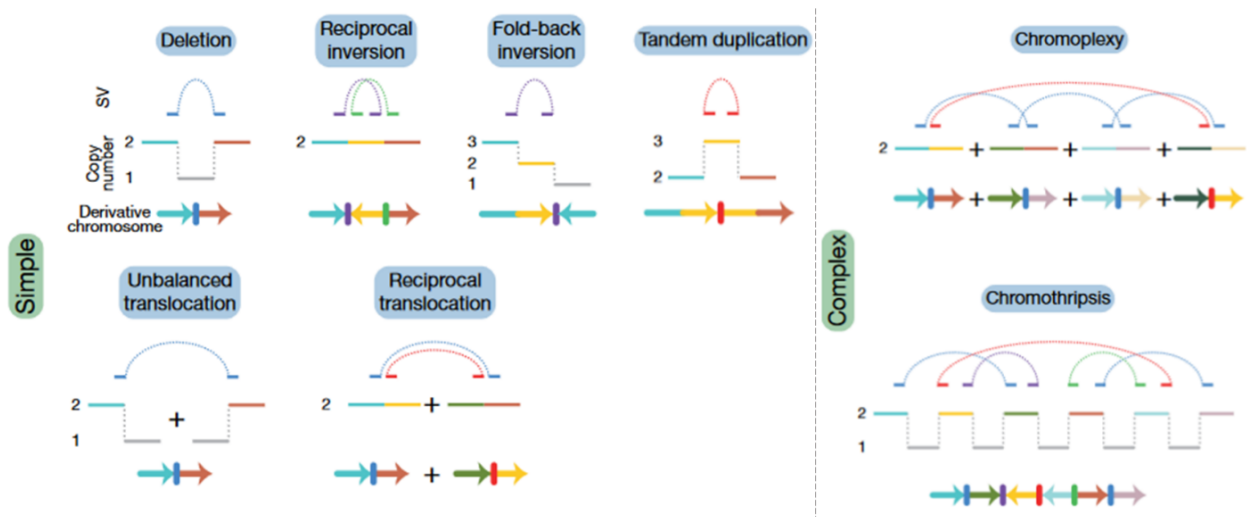 Deletion
Reciprocal
inversion
Fold-back
inversion
Tandem duplication
SV
Copy
number
2
1
2
3
2
1
3
2
Derivative
chromosome
Simple
Unbalanced
translocation
Reciprocal
translocation
2
+
1
2
+
+
Chromoplexy
2
+ + +
+ + +
Complex
Chromothripsis
2
1